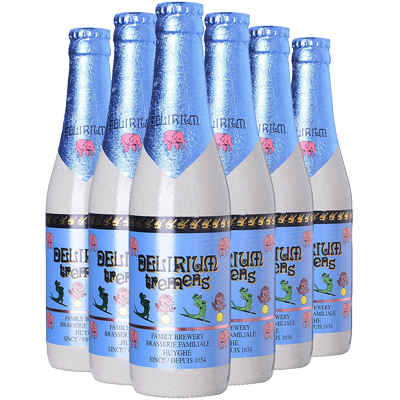 DELIRIUM
DELIRIUM
tremens
FAMILY BREWERY
BRASSERIE FAMILIALE
HUYGHE
SINCE / DEPUIS 1654